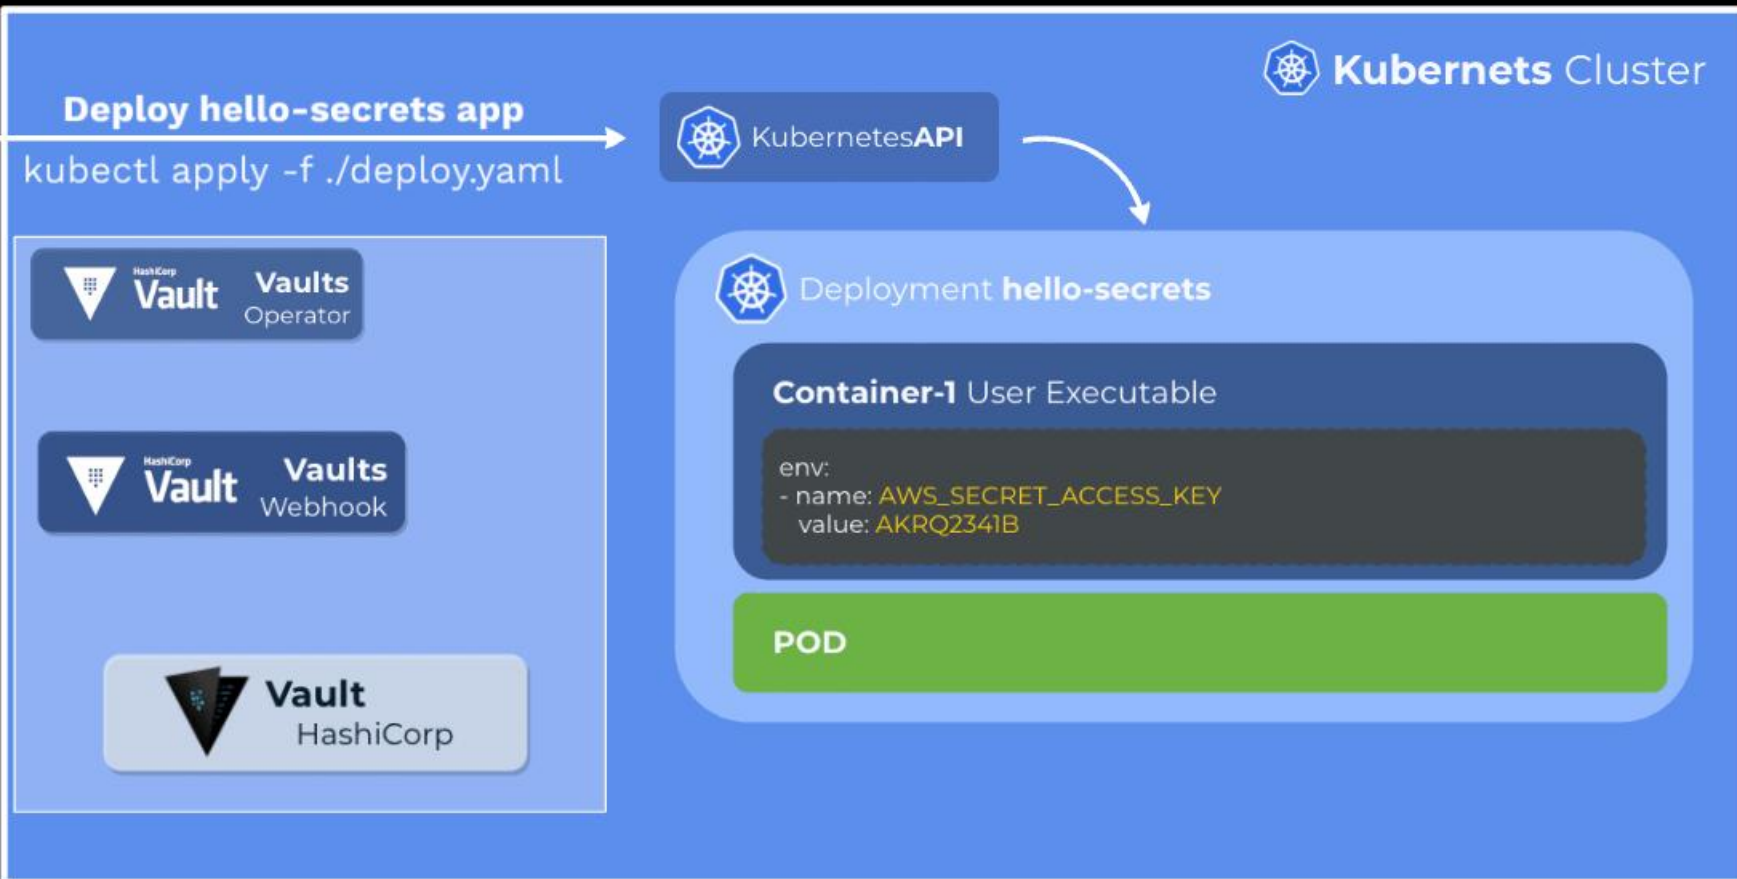 Kubernets Cluster
Deploy hello-secrets app
kubectl apply -f ./deploy.yaml
KubernetesAPI
HashiCorp
Vault
Vaults
Operator
HashiCorp
Vault
Vaults
Webhook
Vault
HashiCorp
Deployment hello-secrets
Container-1 User Executable
env:
- name: AWS_SECRET_ACCESS_KEY
value: AKRQ2341B
POD